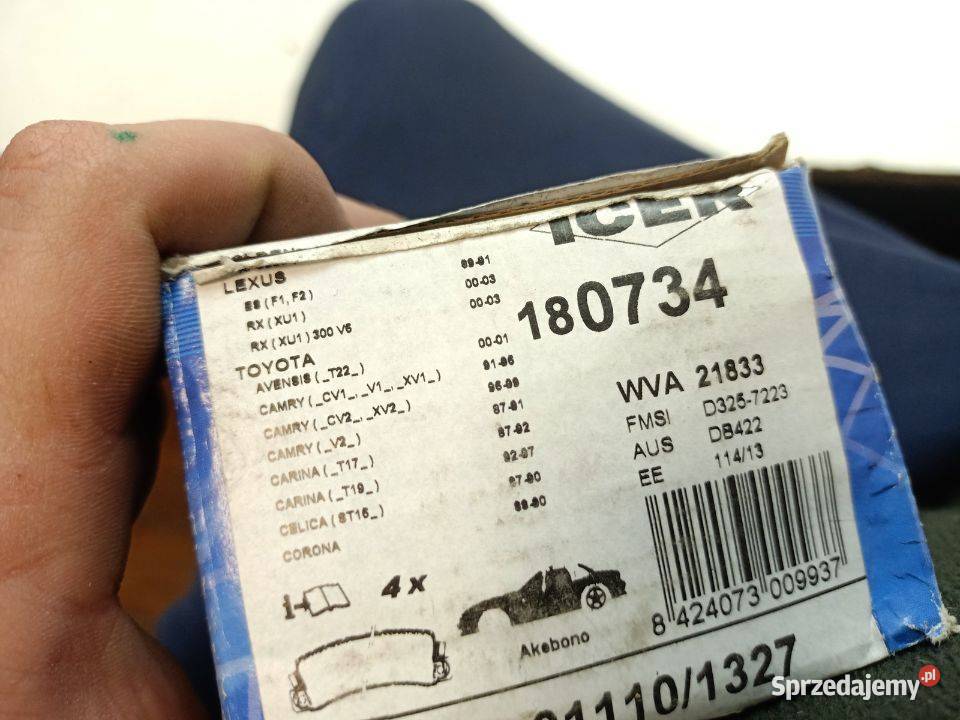 ICER
LEXUS
ES (F1, F2) 89-91
RX (XU1) 00-03
RX (XU1) 300 V6 00-03
TOYOTA
AVENSIS (_T22_) 00-01
CAMRY (_CV1_, _V1_, _XV1_) 91-96
CAMRY (_CV2_, _XV2_) 96-99
CAMRY (_V2_) 87-91
CARINA (_T17_) 87-92
CARINA (_T19_) 92-97
CELICA (ST16_) 87-90
CORONA 88-90
180734
WVA 21833
FMSI D325-7223
AUS DB422
EE 114/13
4 x
Akebono
8 424073 009937
1110/1327
Sprzedajemy.pl